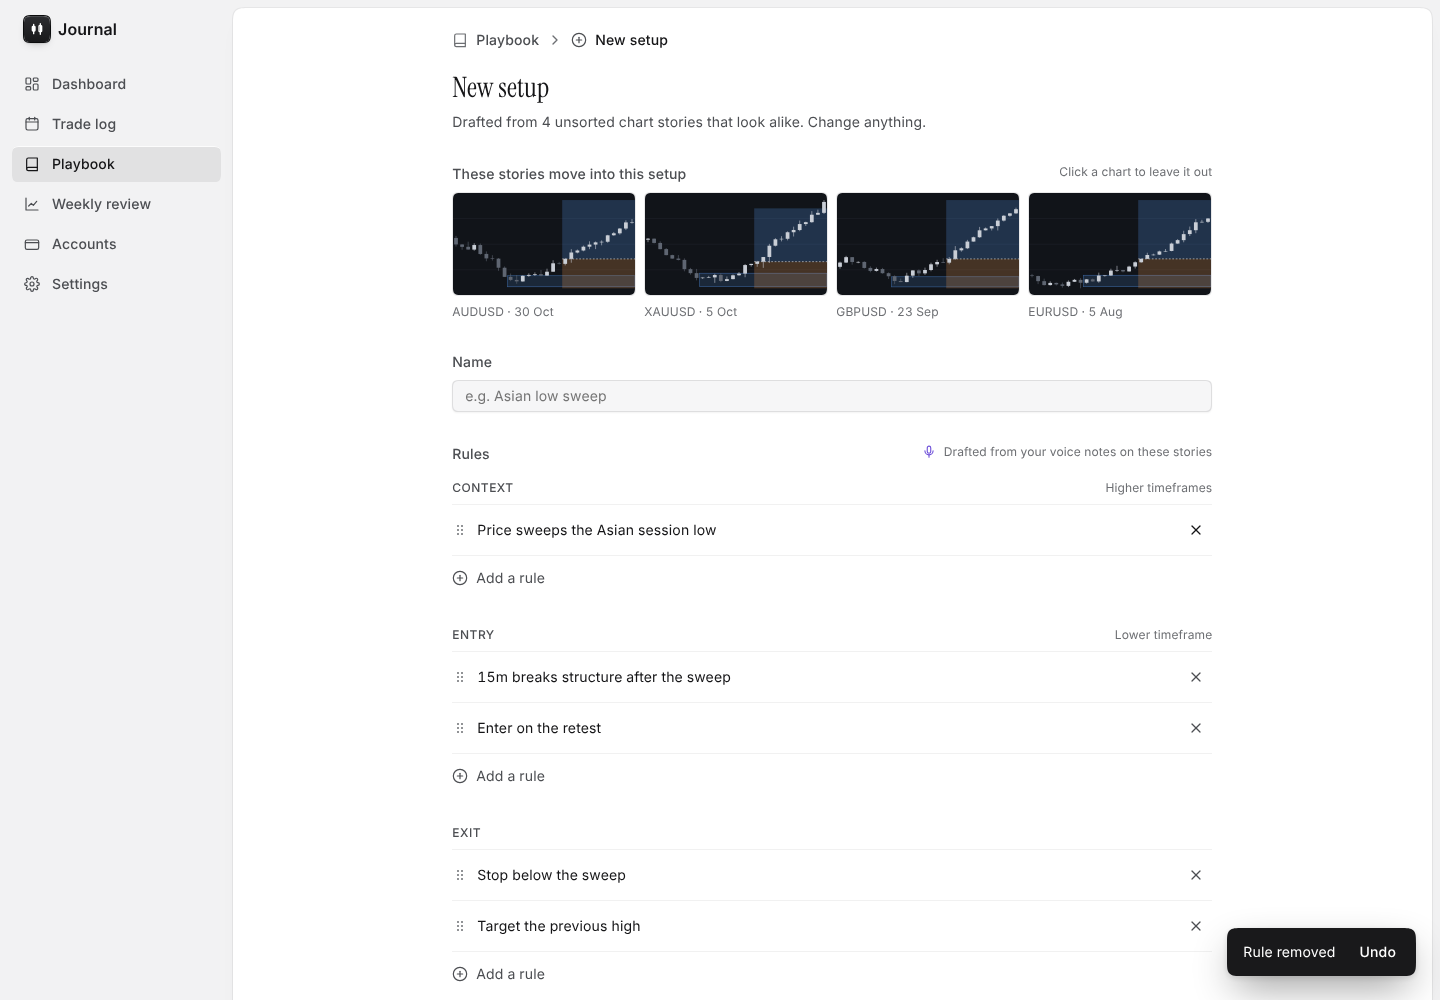 Journal
Dashboard
Trade log
Playbook
Weekly review
Accounts
Settings
Playbook > New setup
New setup
Drafted from 4 unsorted chart stories that look alike. Change anything.
These stories move into this setup
Click a chart to leave it out
AUDUSD · 30 Oct
XAUUSD · 5 Oct
GBPUSD · 23 Sep
EURUSD · 5 Aug
Name
e.g. Asian low sweep
Rules
Drafted from your voice notes on these stories
CONTEXT
Higher timeframes
Price sweeps the Asian session low
Add a rule
ENTRY
Lower timeframe
15m breaks structure after the sweep
Enter on the retest
Add a rule
EXIT
Stop below the sweep
Target the previous high
Add a rule
Rule removed
Undo